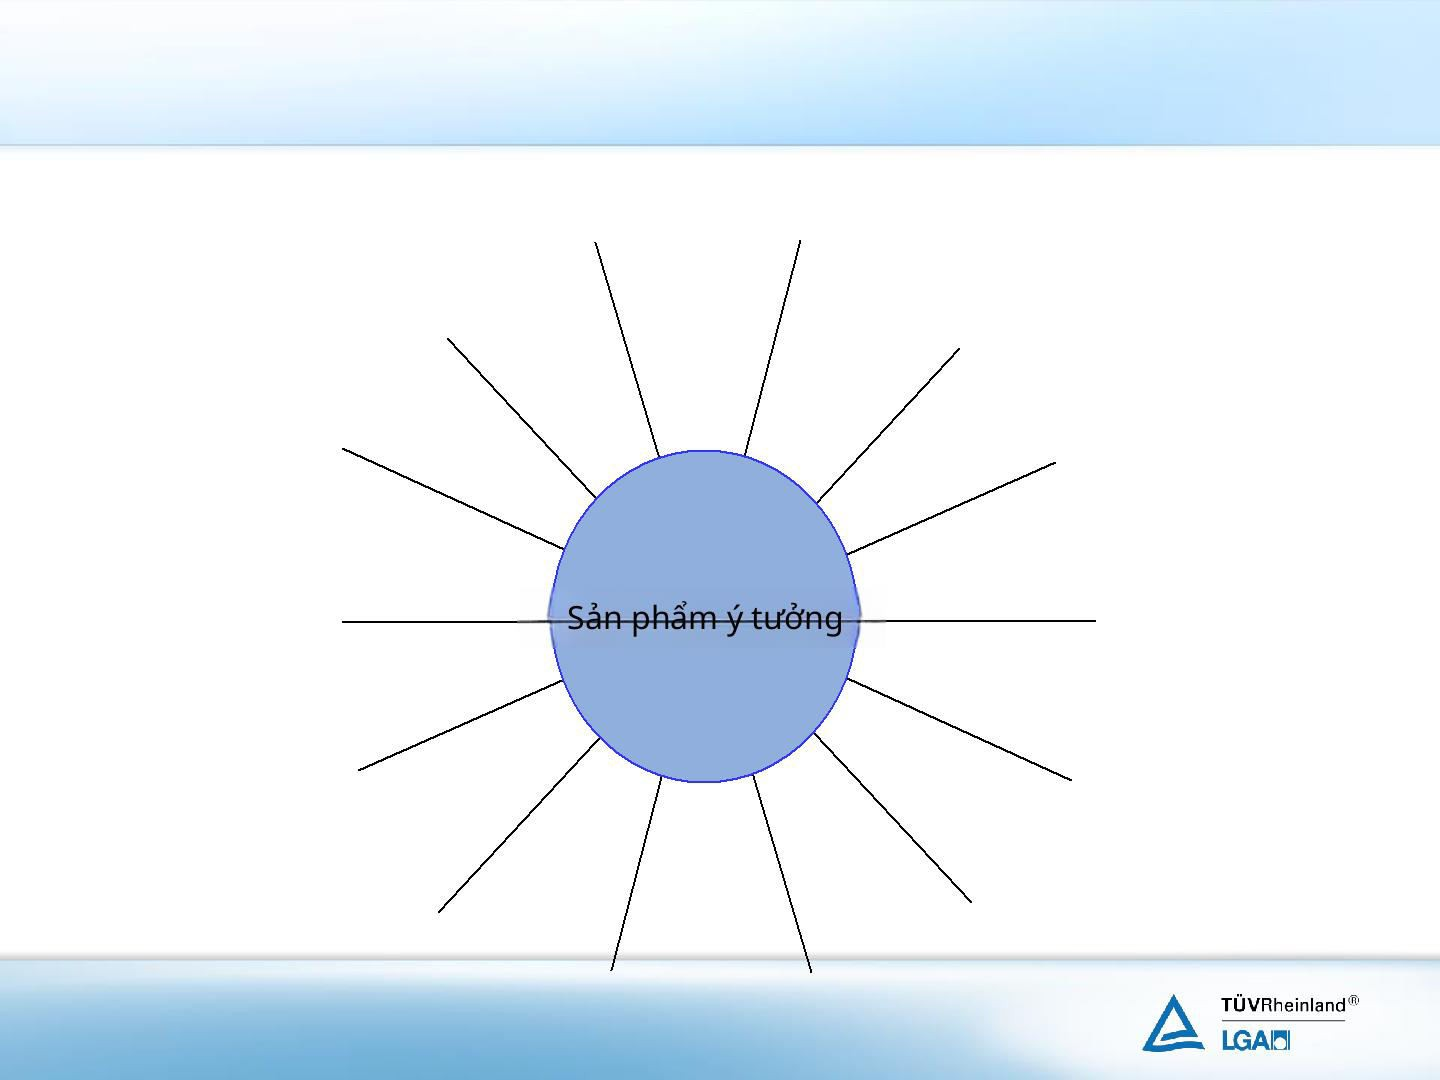 Sản phẩm ý tưởng
TÜVRheinland®
LGA